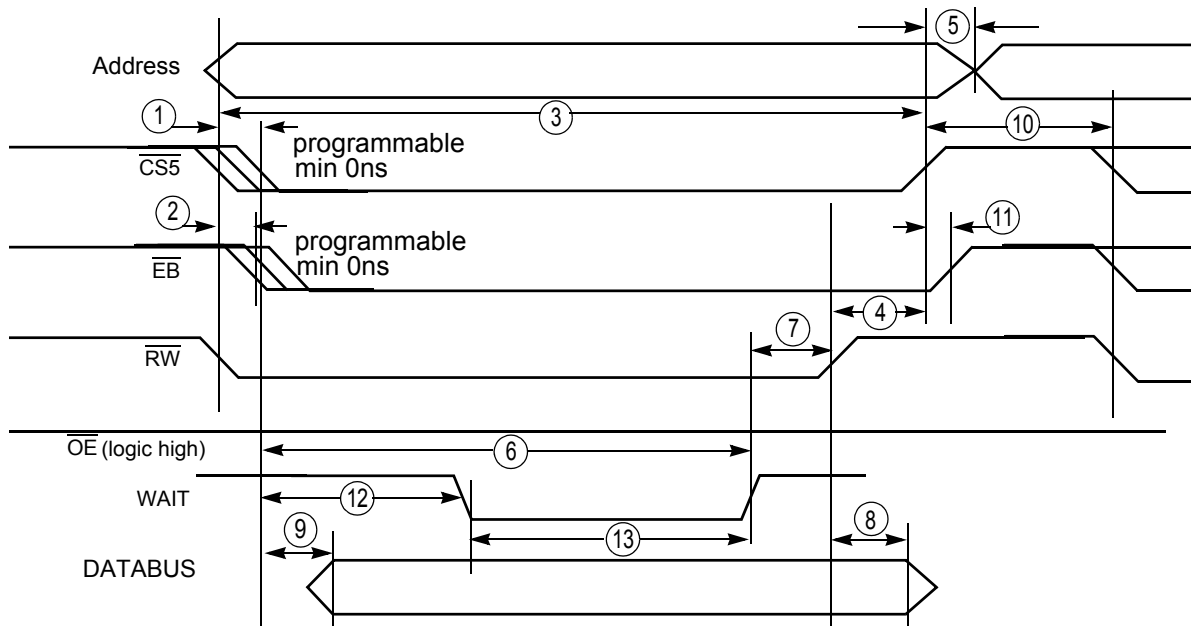 5
Address
1
3
10
programmable
min 0ns
CS5
2
11
programmable
min 0ns
EB
4
7
RW
OE (logic high)
6
WAIT
12
13
8
9
DATABUS